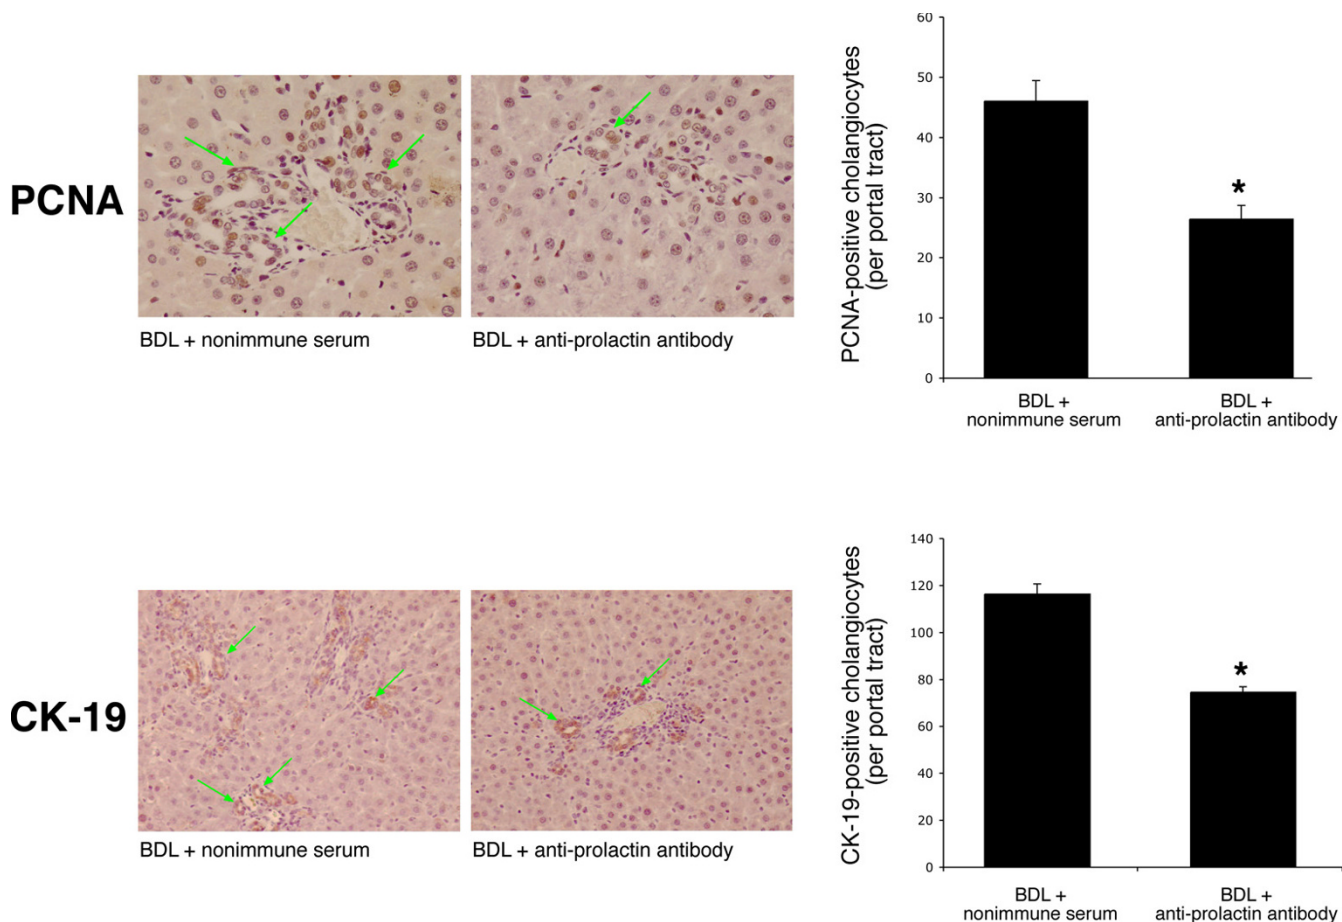 PCNA
BDL + nonimmune serum
BDL + anti-prolactin antibody
PCNA-positive cholangiocytes
(per portal tract)
60
50
40
30
20
10
0
*
BDL +
nonimmune serum
BDL +
anti-prolactin antibody
CK-19
BDL + nonimmune serum
BDL + anti-prolactin antibody
CK-19-positive cholangiocytes
(per portal tract)
140
120
100
80
60
40
20
0
*
BDL +
nonimmune serum
BDL +
anti-prolactin antibody